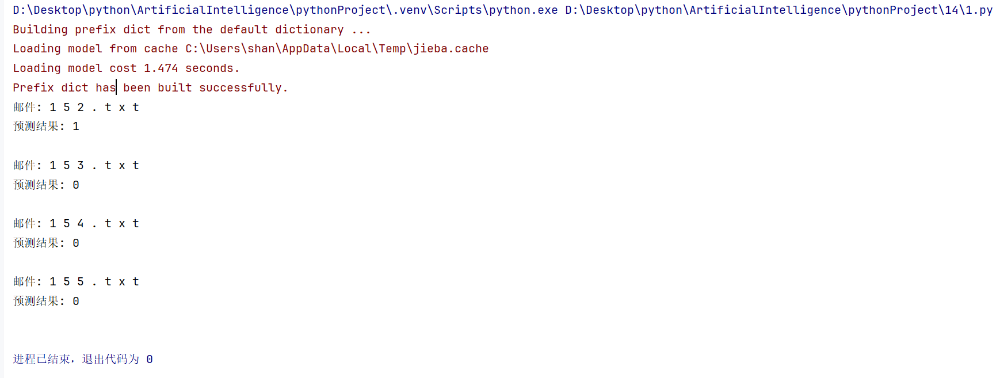 D:\Desktop\python\ArtificialIntelligence\pythonProject\.venv\Scripts\python.exe D:\Desktop\python\ArtificialIntelligence\pythonProject\14\1.py
Building prefix dict from the default dictionary ...
Loading model from cache C:\Users\shan\AppData\Local\Temp\jieba.cache
Loading model cost 1.474 seconds.
Prefix dict has been built successfully.
邮件: 1 5 2 . t x t
预测结果: 1
邮件: 1 5 3 . t x t
预测结果: 0
邮件: 1 5 4 . t x t
预测结果: 0
邮件: 1 5 5 . t x t
预测结果: 0
进程已结束，退出代码为 0